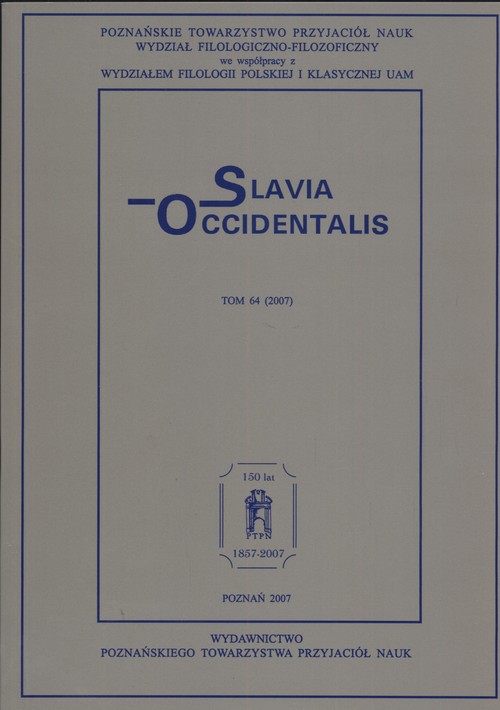 POZNAŃSKIE TOWARZYSTWO PRZYJACIÓŁ NAUK
WYDZIAŁ FILOLOGICZNO-FILOZOFICZNY
we współpracy z
WYDZIAŁEM FILOLOGII POLSKIEJ I KLASYCZNEJ UAM
SLAVIA
OCCIDENTALIS
TOM 64 (2007)
150 lat
PTPN
1857-2007
POZNAŃ 2007
WYDAWNICTWO
POZNAŃSKIEGO TOWARZYSTWA PRZYJACIÓŁ NAUK